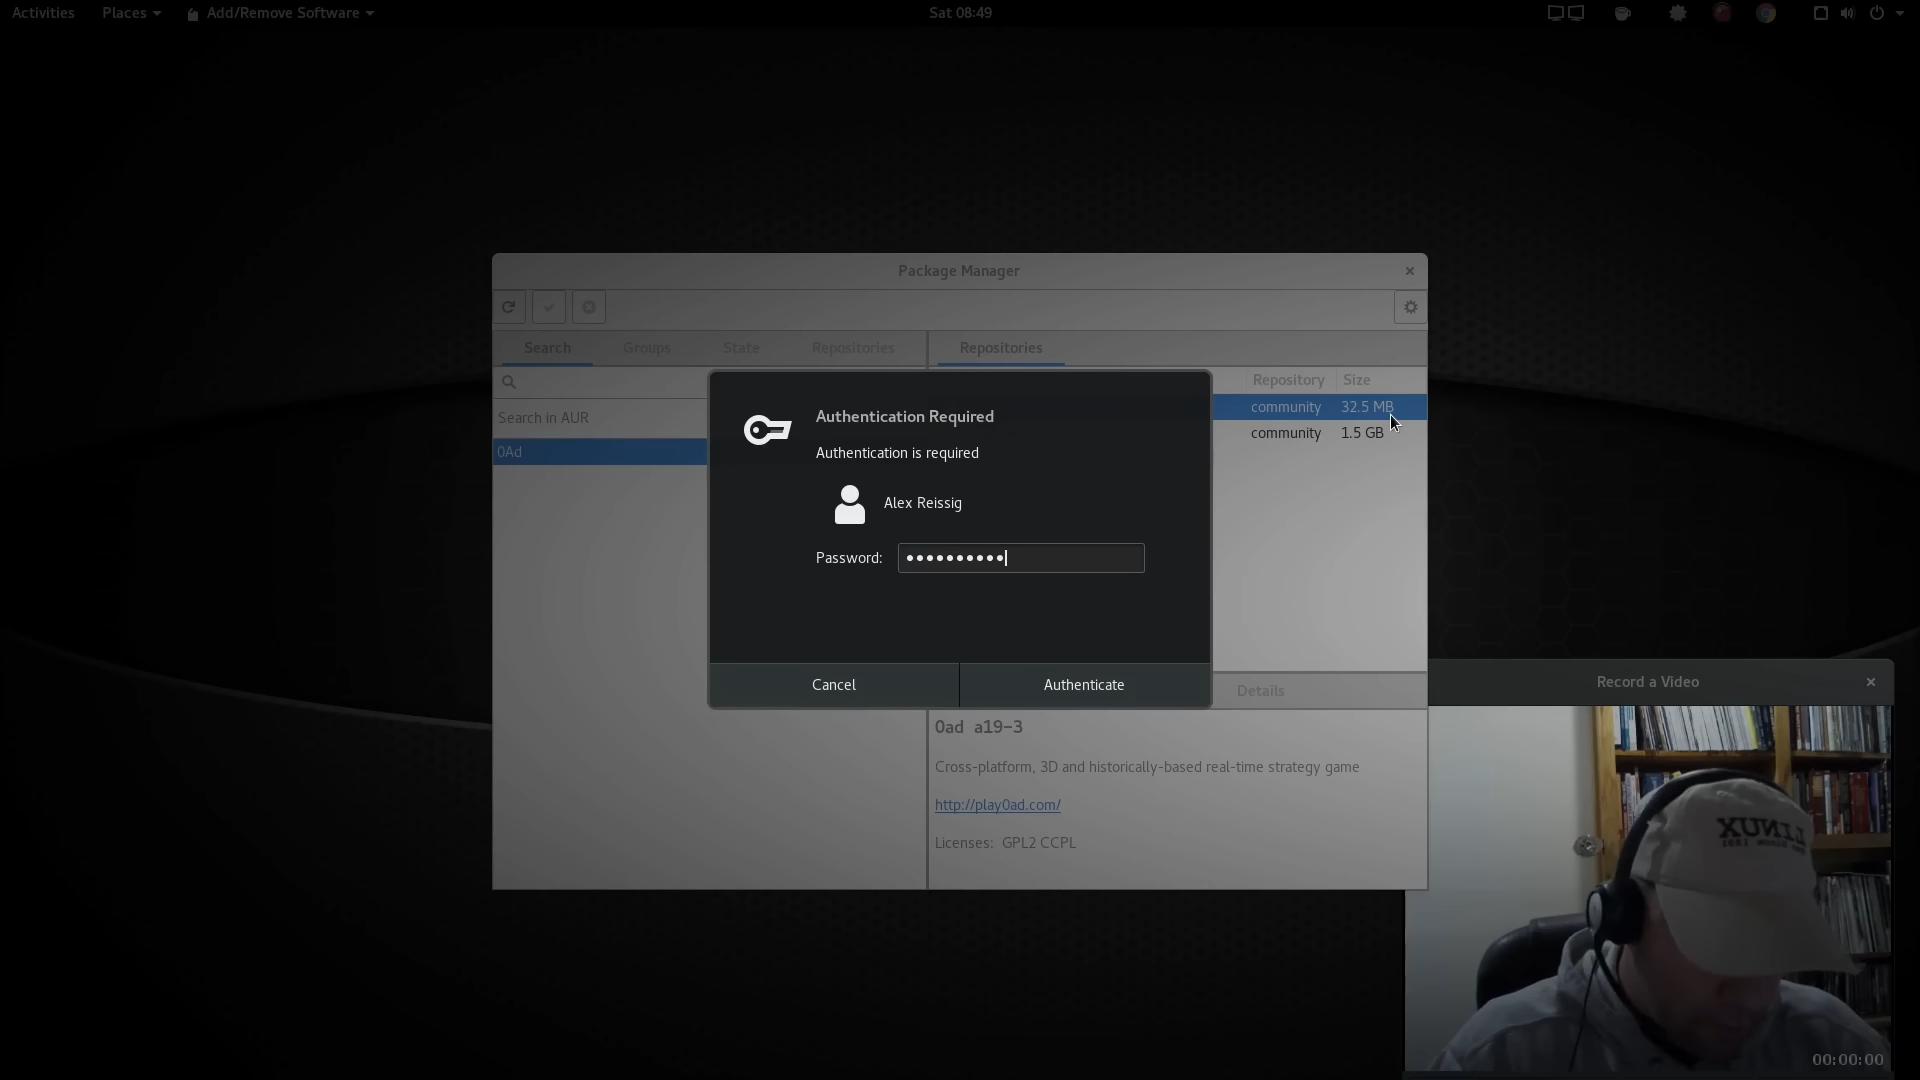 Activities Places Add/Remove Software Sat 08:49
Package Manager
Search Groups State Repositories Repositories
Repository Size
Search in AUR
community 32.5 MB
community 1.5 GB
0Ad
Authentication Required
Authentication is required
Alex Reissig
Password: ••••••••••
Cancel Authenticate
Details
0ad a19-3
Cross-platform, 3D and historically-based real-time strategy game
http://play0ad.com/
Licenses: GPL2 CCPL
Record a Video
LINUX
00:00:00